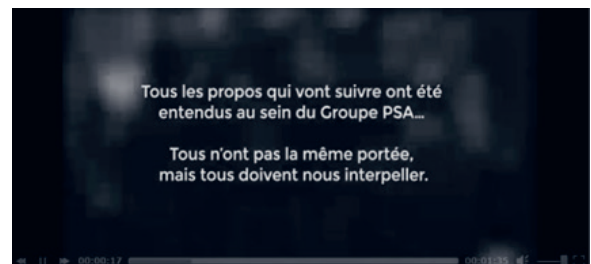 Tous les propos qui vont suivre ont été
entendus au sein du Groupe PSA...
Tous n'ont pas la même portée,
mais tous doivent nous interpeller.
00:00:17
00:01:35